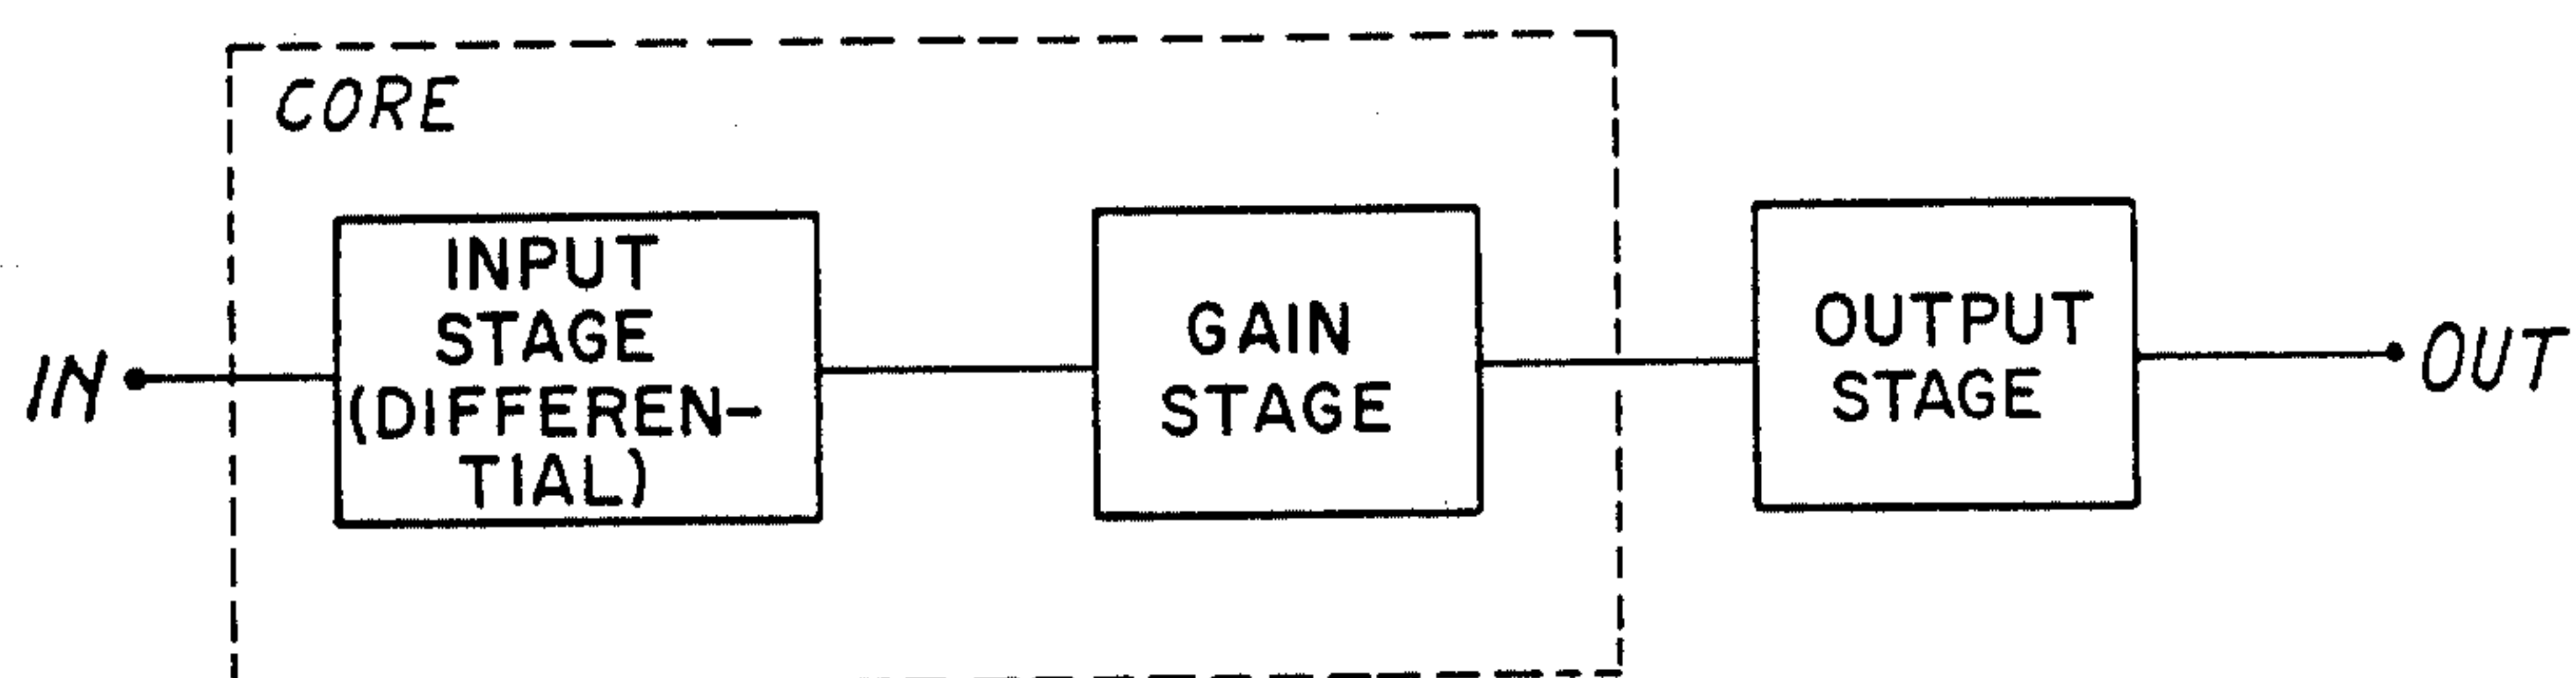 CORE
IN
INPUT
STAGE
(DIFFEREN-
TIAL)
GAIN
STAGE
OUTPUT
STAGE
OUT